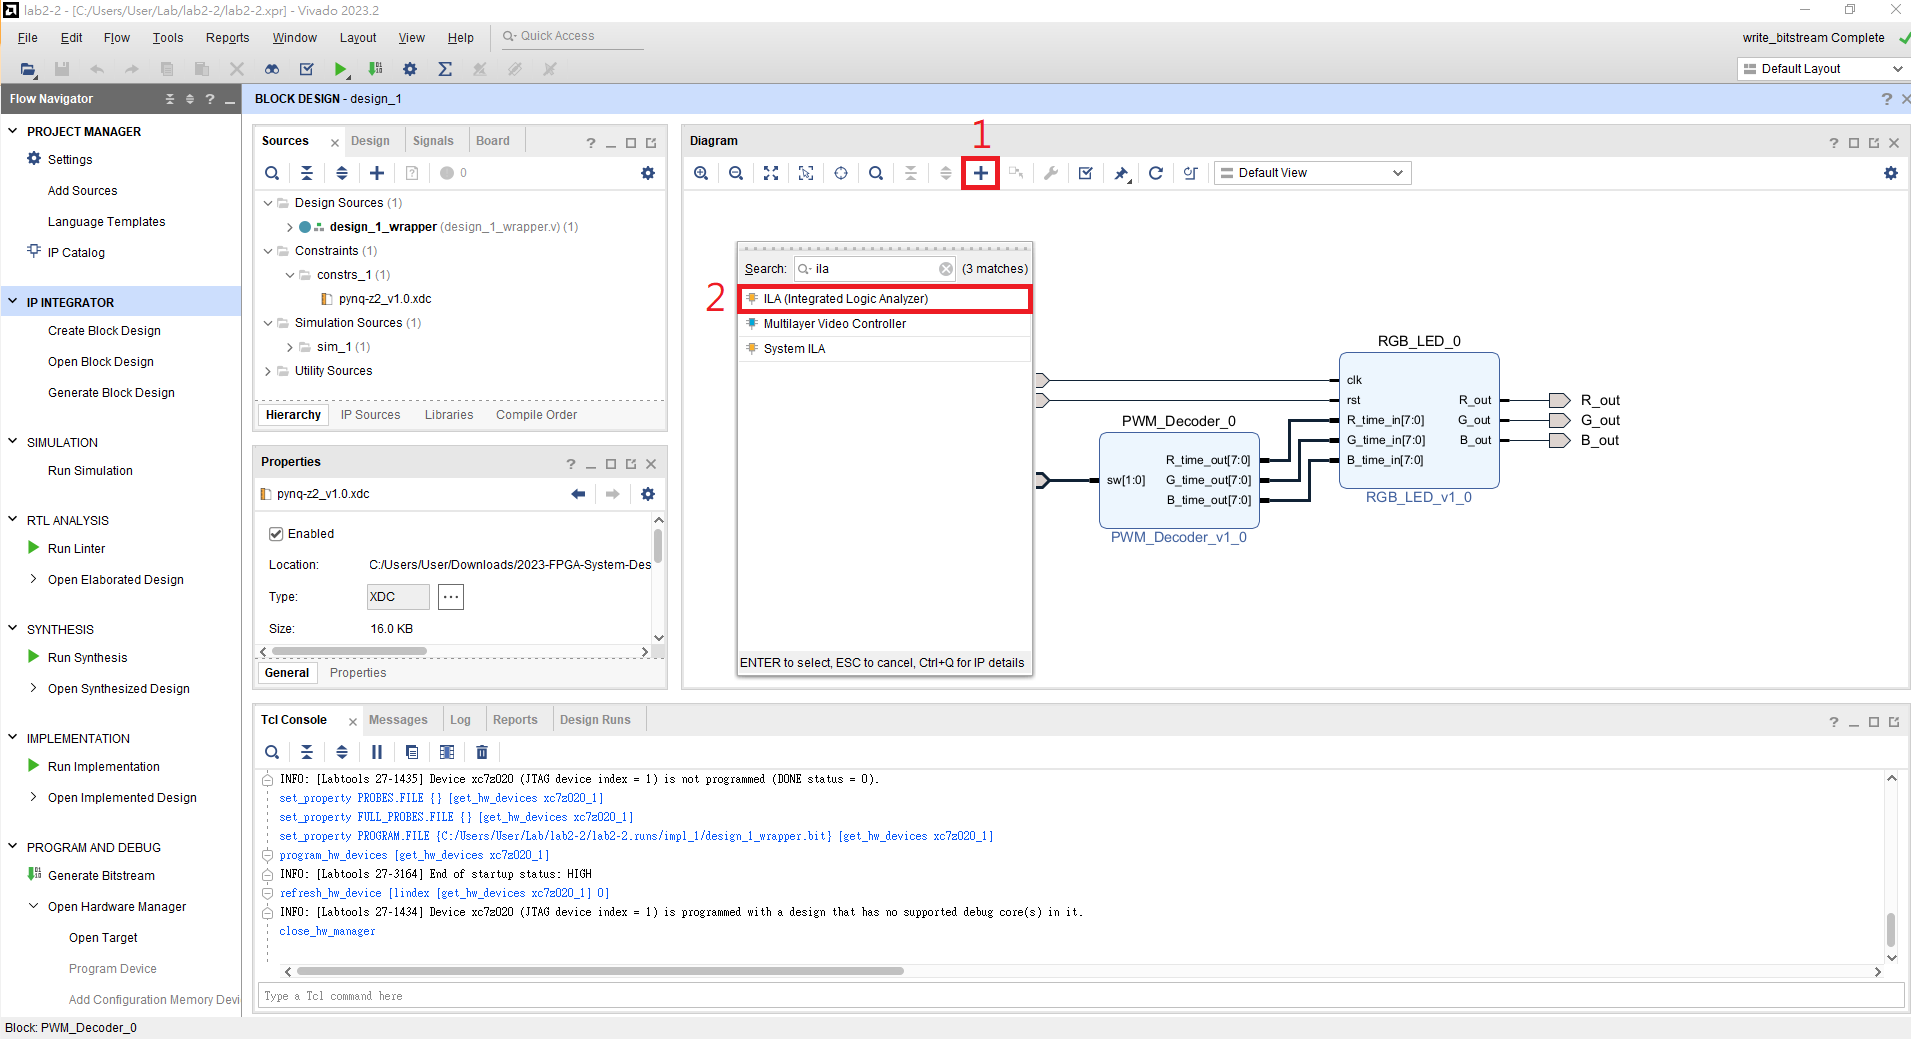 lab2-2 - [C:/Users/User/Lab/lab2-2/lab2-2.xpr] - Vivado 2023.2
File Edit Flow Tools Reports Window Layout View Help Quick Access
write_bitstream Complete
Default Layout
Flow Navigator
PROJECT MANAGER
Settings
Add Sources
Language Templates
IP Catalog
IP INTEGRATOR
Create Block Design
Open Block Design
Generate Block Design
SIMULATION
Run Simulation
RTL ANALYSIS
Run Linter
Open Elaborated Design
SYNTHESIS
Run Synthesis
Open Synthesized Design
IMPLEMENTATION
Run Implementation
Open Implemented Design
PROGRAM AND DEBUG
Generate Bitstream
Open Hardware Manager
Open Target
Program Device
Add Configuration Memory Devi
BLOCK DESIGN - design_1
Sources Design Signals Board
0
Design Sources (1)
design_1_wrapper (design_1_wrapper.v) (1)
Constraints (1)
constrs_1 (1)
pynq-z2_v1.0.xdc
Simulation Sources (1)
sim_1 (1)
Utility Sources
Hierarchy IP Sources Libraries Compile Order
Properties
pynq-z2_v1.0.xdc
Enabled
Location: C:/Users/User/Downloads/2023-FPGA-System-Des
Type: XDC ...
Size: 16.0 KB
General Properties
Diagram
1
Default View
Search: ila (3 matches)
2
ILA (Integrated Logic Analyzer)
Multilayer Video Controller
System ILA
ENTER to select, ESC to cancel, Ctrl+Q for IP details
PWM_Decoder_0
sw[1:0]
R_time_out[7:0]
G_time_out[7:0]
B_time_out[7:0]
PWM_Decoder_v1_0
RGB_LED_0
clk
rst
R_time_in[7:0]
G_time_in[7:0]
B_time_in[7:0]
R_out
G_out
B_out
RGB_LED_v1_0
R_out
G_out
B_out
Tcl Console Messages Log Reports Design Runs
INFO: [Labtools 27-1435] Device xc7z020 (JTAG device index = 1) is not programmed (DONE status = 0).
set_property PROBES.FILE {} [get_hw_devices xc7z020_1]
set_property FULL_PROBES.FILE {} [get_hw_devices xc7z020_1]
set_property PROGRAM.FILE {C:/Users/User/Lab/lab2-2/lab2-2.runs/impl_1/design_1_wrapper.bit} [get_hw_devices xc7z020_1]
program_hw_devices [get_hw_devices xc7z020_1]
INFO: [Labtools 27-3164] End of startup status: HIGH
refresh_hw_device [lindex [get_hw_devices xc7z020_1] 0]
INFO: [Labtools 27-1434] Device xc7z020 (JTAG device index = 1) is programmed with a design that has no supported debug core(s) in it.
close_hw_manager
Type a Tcl command here
Block: PWM_Decoder_0